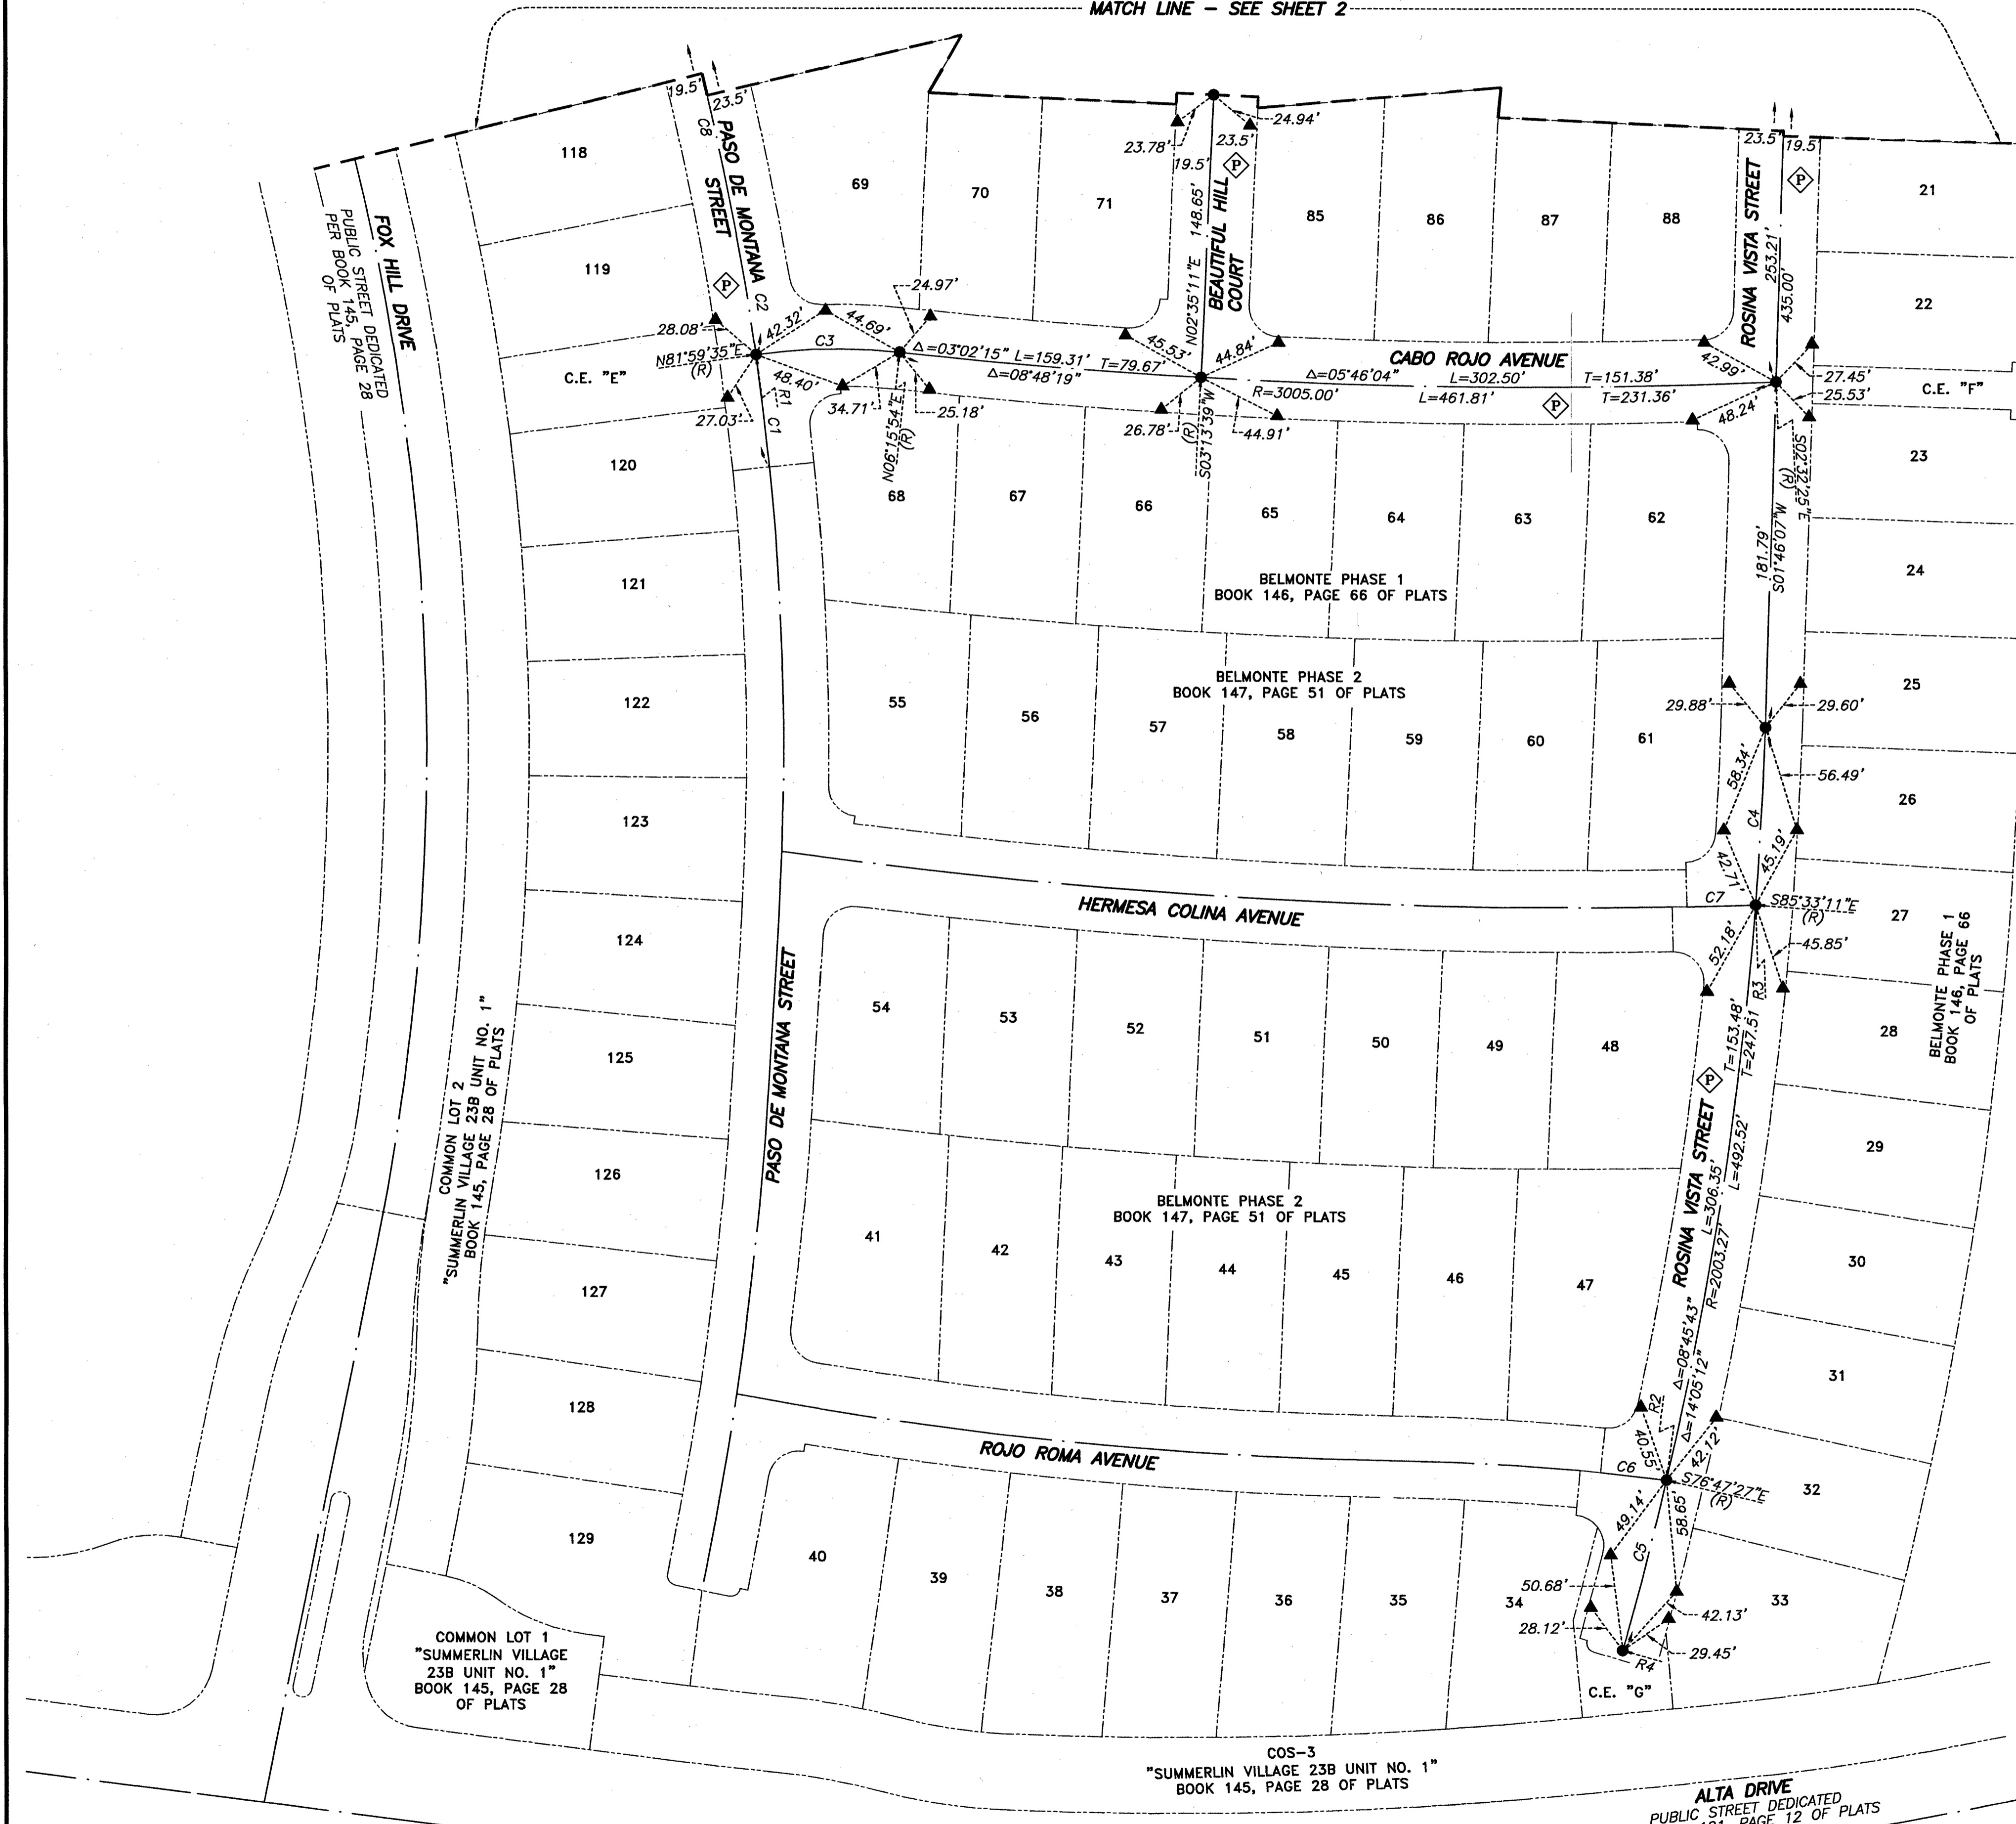 MATCH LINE – SEE SHEET 2
19.5'
23.5'
C8
PASO DE MONTANA
STREET
118
69
70
71
23.78'
24.94'
23.5'
19.5'
P
N02°35'11"E 148.65'
BEAUTIFUL HILL
COURT
85
86
87
88
23.5'
19.5'
P
ROSINA VISTA STREET
253.21'
435.00'
21
22
FOX HILL DRIVE
PUBLIC STREET DEDICATED
PER BOOK 145, PAGE 28
OF PLATS
119
P
C2
28.08'
42.32'
44.69'
24.97'
N81°59'35"E
(R)
C3
48.40'
R1
C1
27.03'
34.71'
25.18'
N06°15'54"E
(R)
Δ=03°02'15" L=159.31' T=79.67'
Δ=08°48'19"
45.53'
44.84'
CABO ROJO AVENUE
Δ=05°46'04" L=302.50' T=151.38'
R=3005.00' L=461.81' T=231.36'
P
26.78'
(R)
S03°13'39"W
44.91'
42.99'
48.24'
27.45'
25.53'
C.E. "F"
S02°32'25"E
(R)
181.79'
S01°46'07"W
C.E. "E"
120
68
67
66
65
64
63
62
23
24
121
BELMONTE PHASE 1
BOOK 146, PAGE 66 OF PLATS
BELMONTE PHASE 2
BOOK 147, PAGE 51 OF PLATS
122
55
56
57
58
59
60
61
25
29.88'
29.60'
58.34'
56.49'
26
C4
123
42.71'
45.19'
C7
S85°33'11"E
(R)
27
HERMESA COLINA AVENUE
52.18'
45.85'
R3
124
54
53
52
51
50
49
48
28
BELMONTE PHASE 1
BOOK 146, PAGE 66
OF PLATS
PASO DE MONTANA STREET
T=153.48'
T=247.51
125
COMMON LOT 2
"SUMMERLIN VILLAGE 23B UNIT NO. 1"
BOOK 145, PAGE 28 OF PLATS
P
ROSINA VISTA STREET
L=492.52'
L=306.35'
R=2003.27'
Δ=08°45'43"
Δ=14°05'12"
29
126
BELMONTE PHASE 2
BOOK 147, PAGE 51 OF PLATS
41
42
43
44
45
46
47
30
127
31
128
R2
40.55'
42.12'
ROJO ROMA AVENUE
C6
S76°47'27"E
(R)
32
49.14'
58.65'
C5
129
40
39
38
37
36
35
34
33
50.68'
28.12'
42.13'
29.45'
R4
C.E. "G"
COMMON LOT 1
"SUMMERLIN VILLAGE
23B UNIT NO. 1"
BOOK 145, PAGE 28
OF PLATS
COS–3
"SUMMERLIN VILLAGE 23B UNIT NO. 1"
BOOK 145, PAGE 28 OF PLATS
ALTA DRIVE
PUBLIC STREET DEDICATED
PAGE 12 OF PLATS